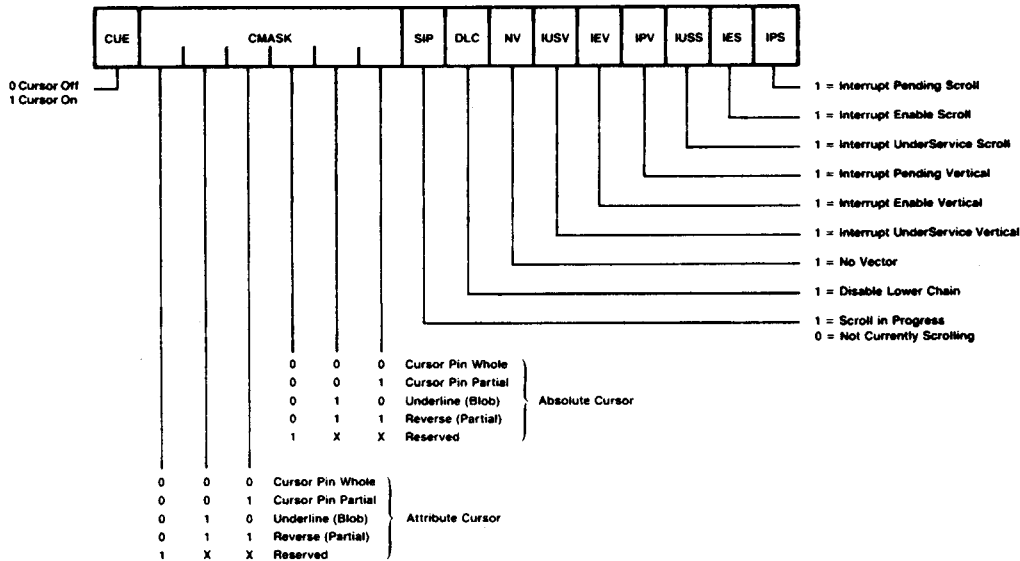 CUE CMASK SIP DLC NV IUSV IEV IPV IUSS IES IPS
0 Cursor Off
1 Cursor On
1 = Interrupt Pending Scroll
1 = Interrupt Enable Scroll
1 = Interrupt UnderService Scroll
1 = Interrupt Pending Vertical
1 = Interrupt Enable Vertical
1 = Interrupt UnderService Vertical
1 = No Vector
1 = Disable Lower Chain
1 = Scroll in Progress
0 = Not Currently Scrolling
0 0 0 Cursor Pin Whole
0 0 1 Cursor Pin Partial
0 1 0 Underline (Blob)
0 1 1 Reverse (Partial)
1 X X Reserved
Absolute Cursor
0 0 0 Cursor Pin Whole
0 0 1 Cursor Pin Partial
0 1 0 Underline (Blob)
0 1 1 Reverse (Partial)
1 X X Reserved
Attribute Cursor